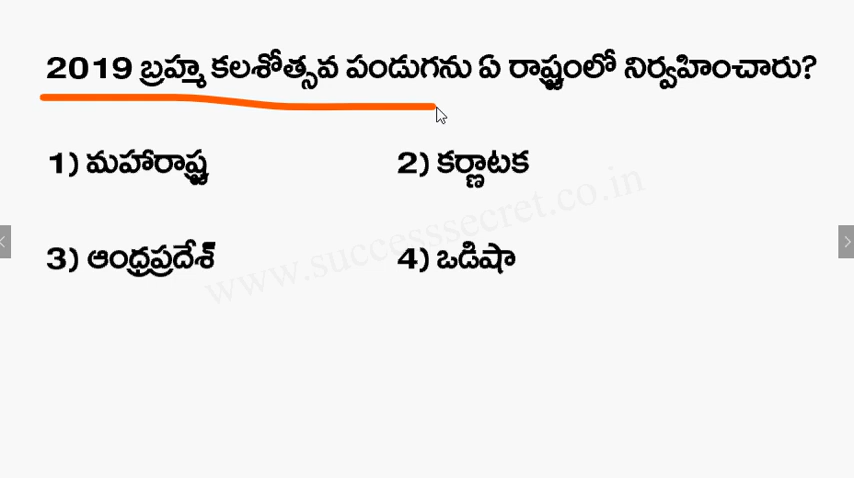 2019 బ్రహ్మ కలశోత్సవ పండుగను ఏ రాష్ట్రంలో నిర్వహించారు?
1) మహారాష్ట్ర 2) కర్ణాటక
www.successsecret.co.in
3) ఆంధ్రప్రదేశ్ 4) ఒడిషా